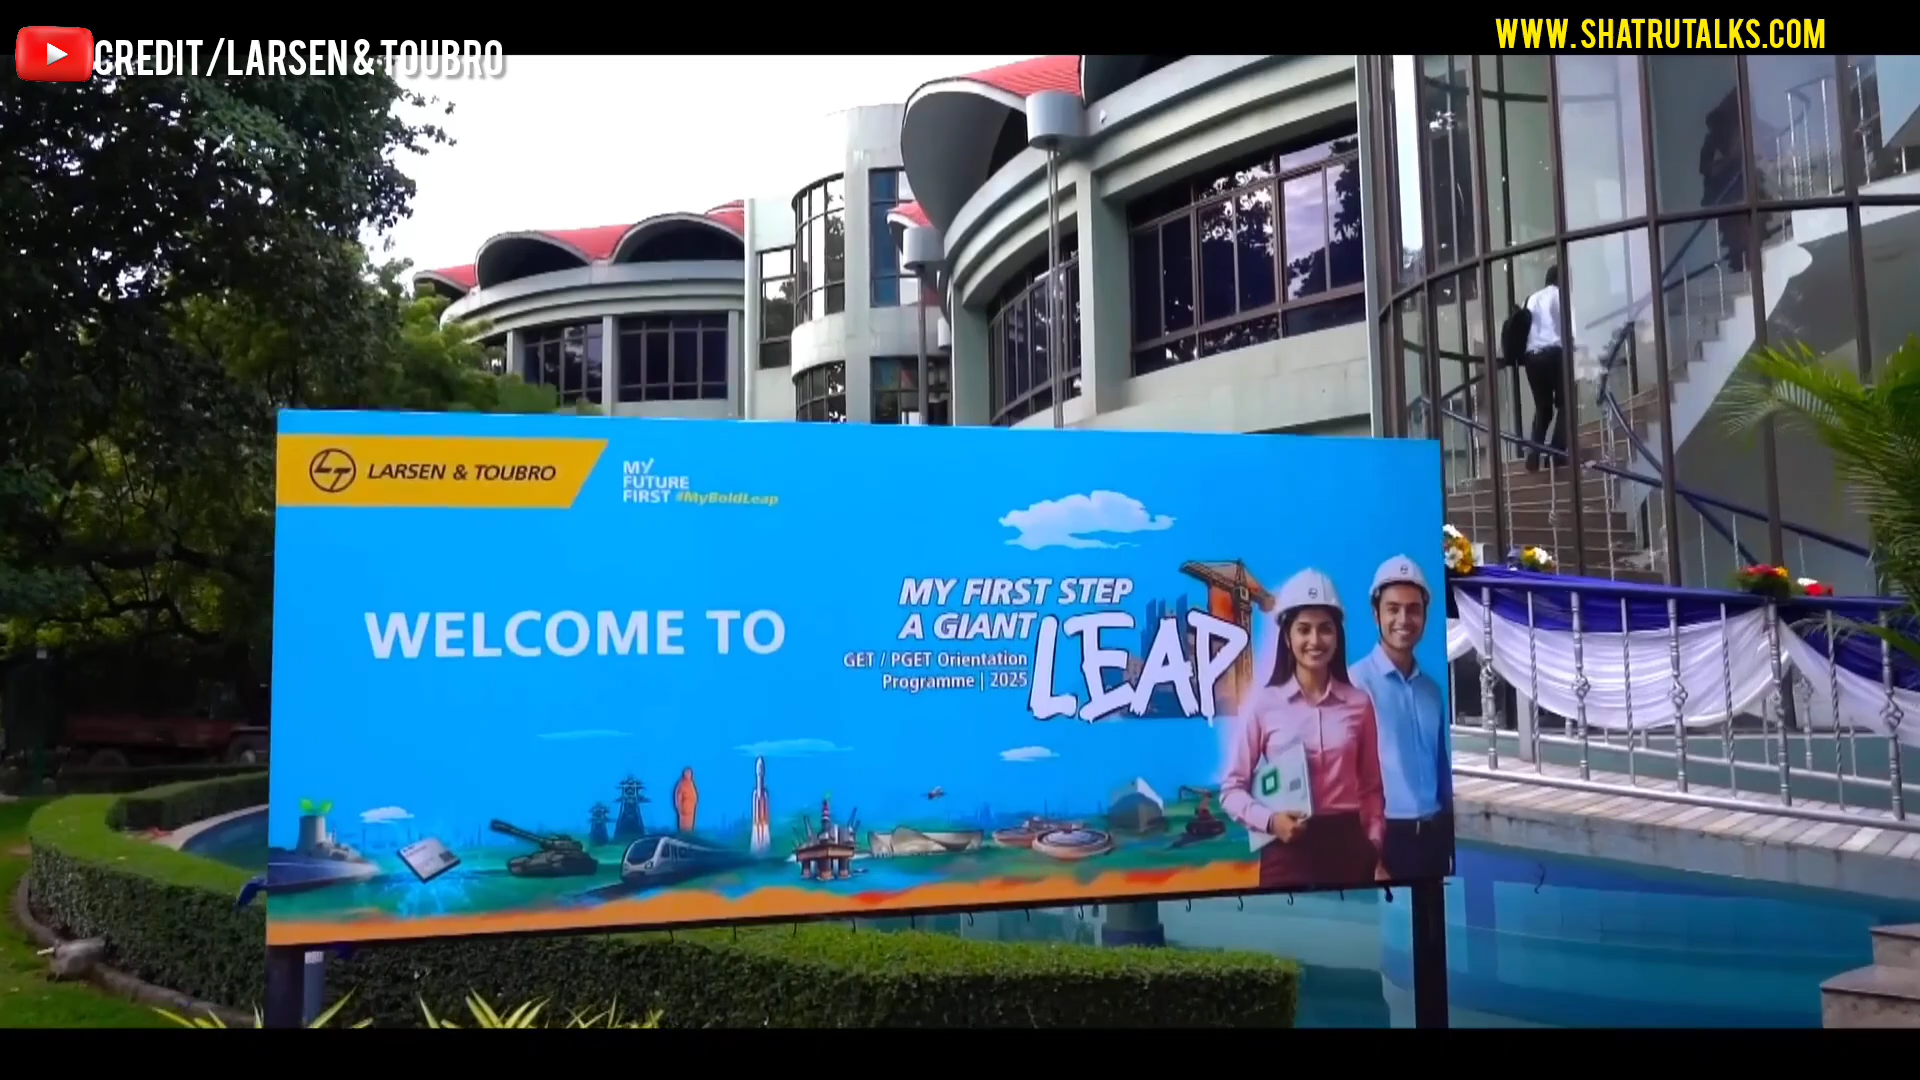 CREDIT/LARSEN & TOUBRO
WWW.SHATRUTALKS.COM
LARSEN & TOUBRO
MY
FUTURE
FIRST #MyBoldLeap
WELCOME TO
MY FIRST STEP
A GIANT
LEAP
GET / PGET Orientation
Programme | 2025